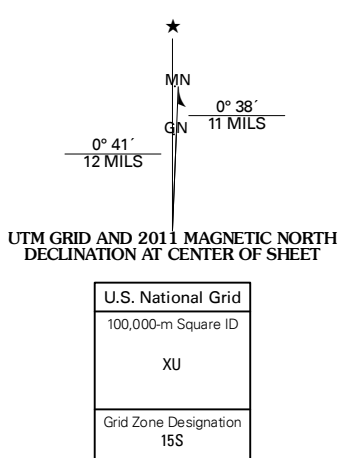 ★
MN
0° 38´
11 MILS
GN
0° 41´
12 MILS
UTM GRID AND 2011 MAGNETIC NORTH
DECLINATION AT CENTER OF SHEET
U.S. National Grid
100,000-m Square ID
XU
Grid Zone Designation
15S